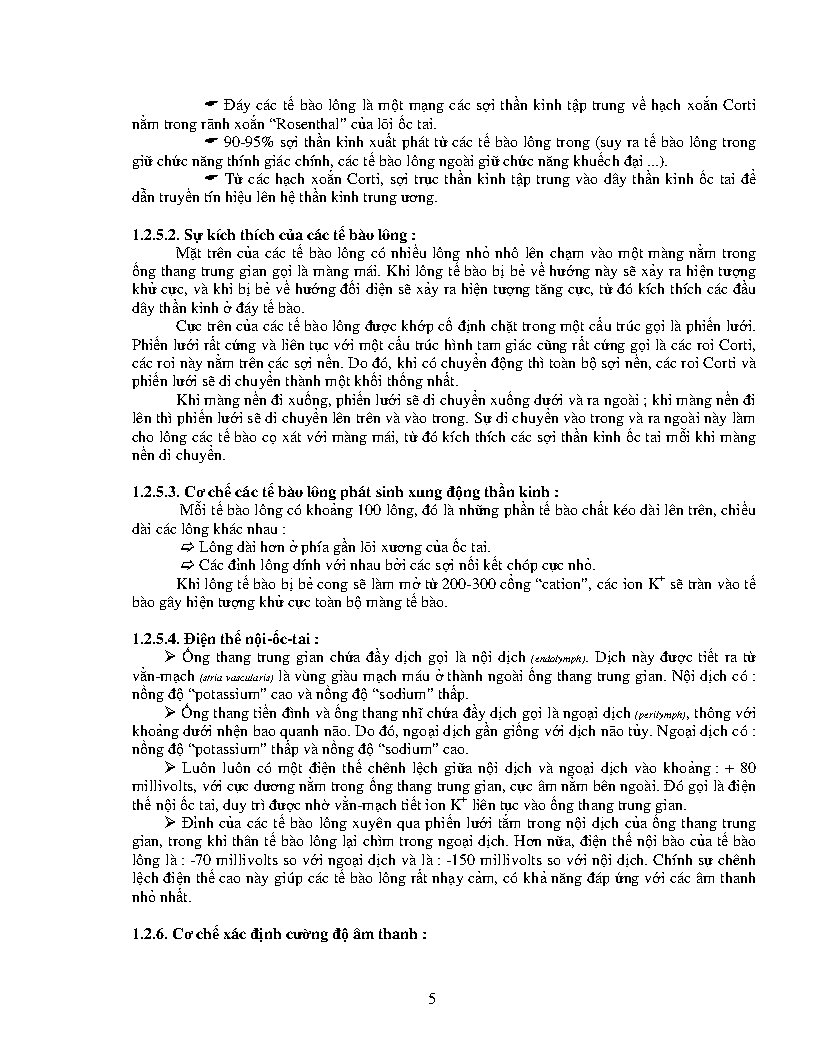 ☛ Đáy các tế bào lông là một mạng các sợi thần kinh tập trung về hạch xoắn Corti
nằm trong rãnh xoắn “Rosenthal” của lõi ốc tai.
☛ 90-95% sợi thần kinh xuất phát từ các tế bào lông trong (suy ra tế bào lông trong
giữ chức năng thính giác chính, các tế bào lông ngoài giữ chức năng khuếch đại ...).
☛ Từ các hạch xoắn Corti, sợi trục thần kinh tập trung vào dây thần kinh ốc tai để
dẫn truyền tín hiệu lên hệ thần kinh trung ương.
1.2.5.2. Sự kích thích của các tế bào lông :
Mặt trên của các tế bào lông có nhiều lông nhỏ nhô lên chạm vào một màng nằm trong
ống thang trung gian gọi là màng mái. Khi lông tế bào bị bẻ về hướng này sẽ xảy ra hiện tượng
khử cực, và khi bị bẻ về hướng đối diện sẽ xảy ra hiện tượng tăng cực, từ đó kích thích các đầu
dây thần kinh ở đáy tế bào.
Cực trên của các tế bào lông được khớp cố định chặt trong một cấu trúc gọi là phiến lưới.
Phiến lưới rất cứng và liên tục với một cấu trúc hình tam giác cũng rất cứng gọi là các roi Corti,
các roi này nằm trên các sợi nền. Do đó, khi có chuyển động thì toàn bộ sợi nền, các roi Corti và
phiến lưới sẽ di chuyển thành một khối thống nhất.
Khi màng nền đi xuống, phiến lưới sẽ di chuyển xuống dưới và ra ngoài ; khi màng nền đi
lên thì phiến lưới sẽ di chuyển lên trên và vào trong. Sự di chuyển vào trong và ra ngoài này làm
cho lông các tế bào cọ xát với màng mái, từ đó kích thích các sợi thần kinh ốc tai mỗi khi màng
nền di chuyển.
1.2.5.3. Cơ chế các tế bào lông phát sinh xung động thần kinh :
Mỗi tế bào lông có khoảng 100 lông, đó là những phần tế bào chất kéo dài lên trên, chiều
dài các lông khác nhau :
⇨ Lông dài hơn ở phía gần lõi xương của ốc tai.
⇨ Các đỉnh lông dính với nhau bởi các sợi nối kết chóp cực nhỏ.
Khi lông tế bào bị bẻ cong sẽ làm mở từ 200-300 cổng “cation”, các ion K⁺ sẽ tràn vào tế
bào gây hiện tượng khử cực toàn bộ màng tế bào.
1.2.5.4. Điện thế nội-ốc-tai :
➢ Ống thang trung gian chứa đầy dịch gọi là nội dịch (endolymph). Dịch này được tiết ra từ
vằn-mạch (stria vascularis) là vùng giàu mạch máu ở thành ngoài ống thang trung gian. Nội dịch có :
nồng độ “potassium” cao và nồng độ “sodium” thấp.
➢ Ống thang tiền đình và ống thang nhĩ chứa đầy dịch gọi là ngoại dịch (perilymph), thông với
khoảng dưới nhện bao quanh não. Do đó, ngoại dịch gần giống với dịch não tủy. Ngoại dịch có :
nồng độ “potassium” thấp và nồng độ “sodium” cao.
➢ Luôn luôn có một điện thế chênh lệch giữa nội dịch và ngoại dịch vào khoảng : + 80
millivolts, với cực dương nằm trong ống thang trung gian, cực âm nằm bên ngoài. Đó gọi là điện
thế nội ốc tai, duy trì được nhờ vằn-mạch tiết ion K⁺ liên tục vào ống thang trung gian.
➢ Đỉnh của các tế bào lông xuyên qua phiến lưới tắm trong nội dịch của ống thang trung
gian, trong khi thân tế bào lông lại chìm trong ngoại dịch. Hơn nữa, điện thế nội bào của tế bào
lông là : -70 millivolts so với ngoại dịch và là : -150 millivolts so với nội dịch. Chính sự chênh
lệch điện thế cao này giúp các tế bào lông rất nhạy cảm, có khả năng đáp ứng với các âm thanh
nhỏ nhất.
1.2.6. Cơ chế xác định cường độ âm thanh :
5